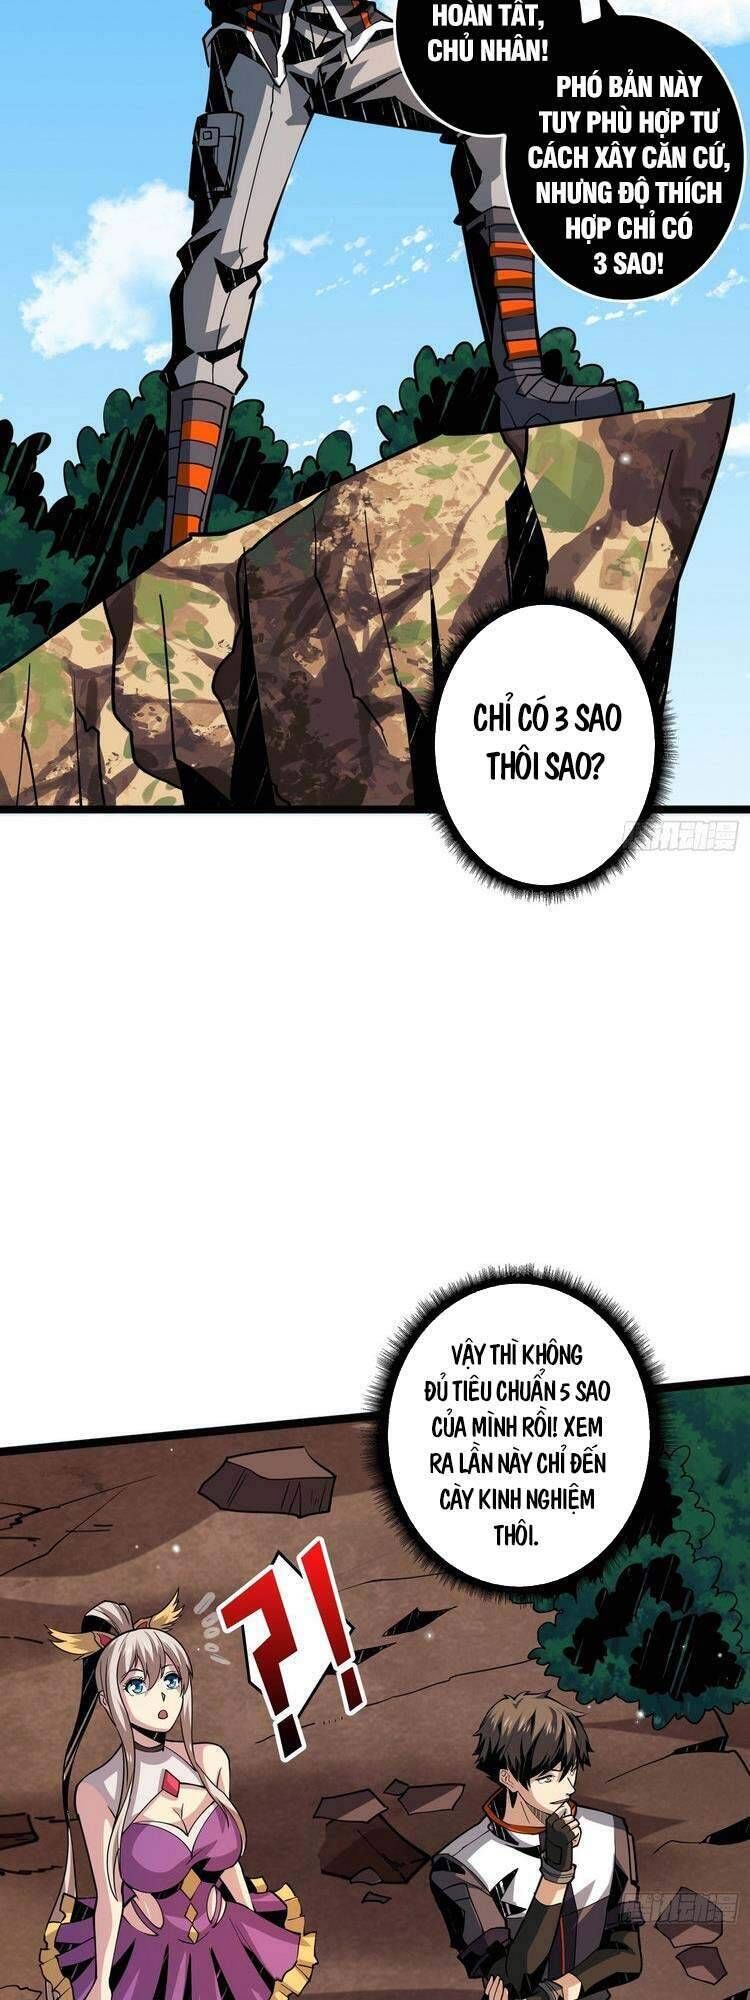 HOÀN TẤT,
CHỦ NHÂN!
PHÓ BẢN NÀY
TUY PHÙ HỢP TƯ
CÁCH XÂY CĂN CỨ,
NHƯNG ĐỘ THÍCH
HỢP CHỈ CÓ
3 SAO!
CHỈ CÓ 3 SAO
THÔI SAO?
VẬY THÌ KHÔNG
ĐỦ TIÊU CHUẨN 5 SAO
CỦA MÌNH RỒI! XEM
RA LẦN NÀY CHỈ ĐẾN
CÀY KINH NGHIỆM
THÔI.
?!